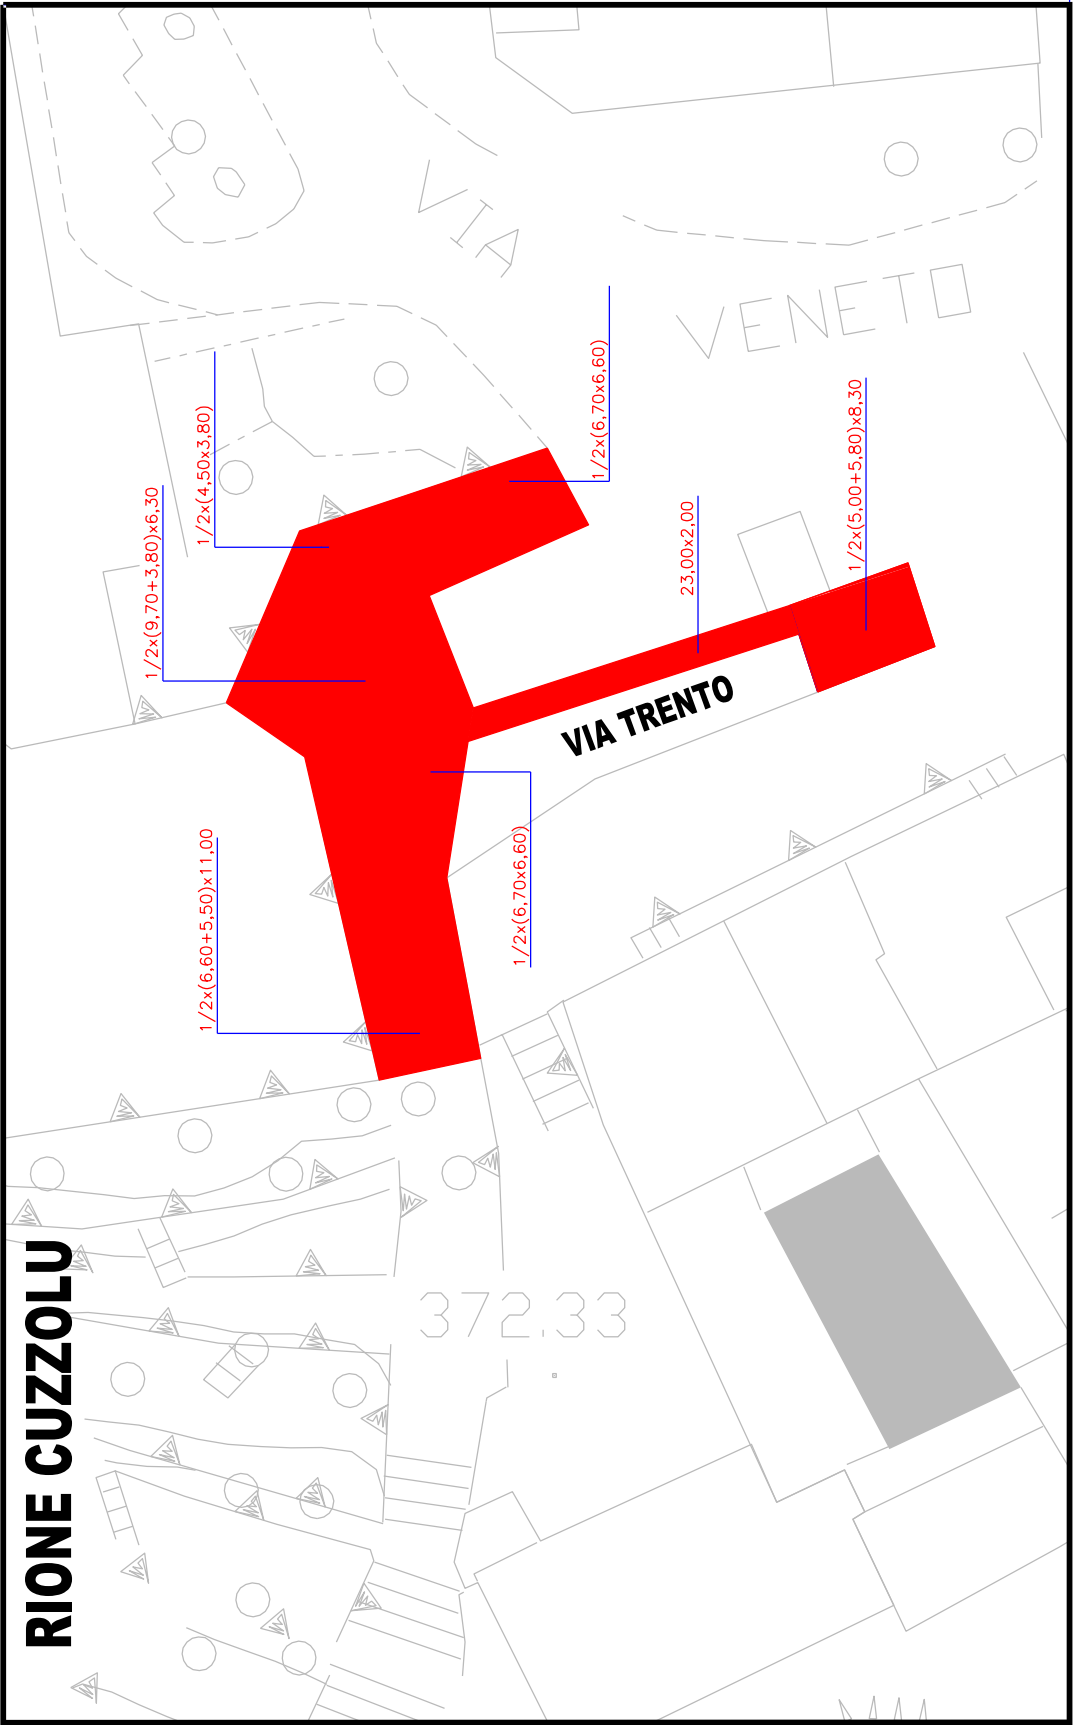 VIA
VENETO
1/2x(6,70x6,60)
1/2x(4,50x3,80)
1/2x(5,00+5,80)x8,30
1/2x(9,70+3,80)x6,30
23,00x2,00
VIA TRENTO
1/2x(6,60+5,50)x11,00
1/2x(6,70x6,60)
372.33
RIONE CUZZOLU